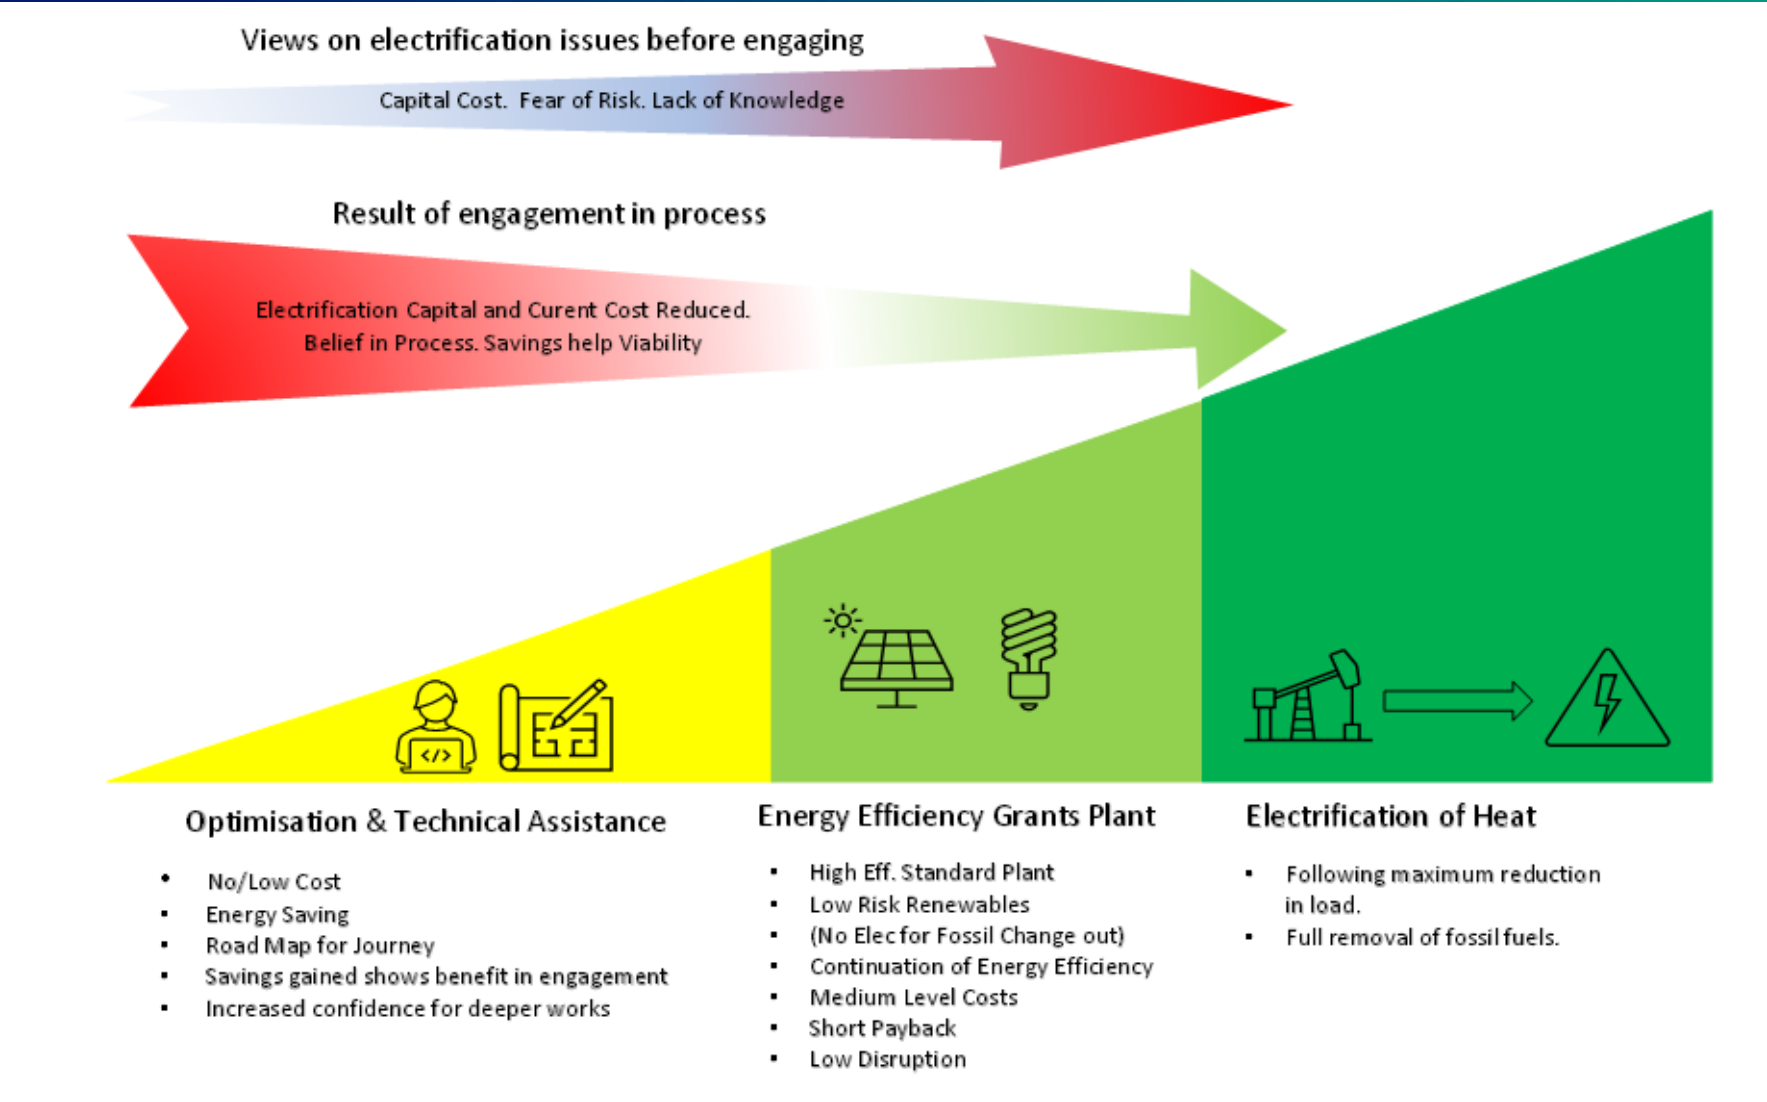 Views on electrification issues before engaging
Capital Cost. Fear of Risk. Lack of Knowledge
Result of engagement in process
Electrification Capital and Curent Cost Reduced.
Belief in Process. Savings help Viability
</>
Optimisation & Technical Assistance
• No/Low Cost
▪ Energy Saving
▪ Road Map for Journey
▪ Savings gained shows benefit in engagement
▪ Increased confidence for deeper works
Energy Efficiency Grants Plant
▪ High Eff. Standard Plant
▪ Low Risk Renewables
▪ (No Elec for Fossil Change out)
▪ Continuation of Energy Efficiency
▪ Medium Level Costs
▪ Short Payback
▪ Low Disruption
Electrification of Heat
▪ Following maximum reduction
in load.
▪ Full removal of fossil fuels.